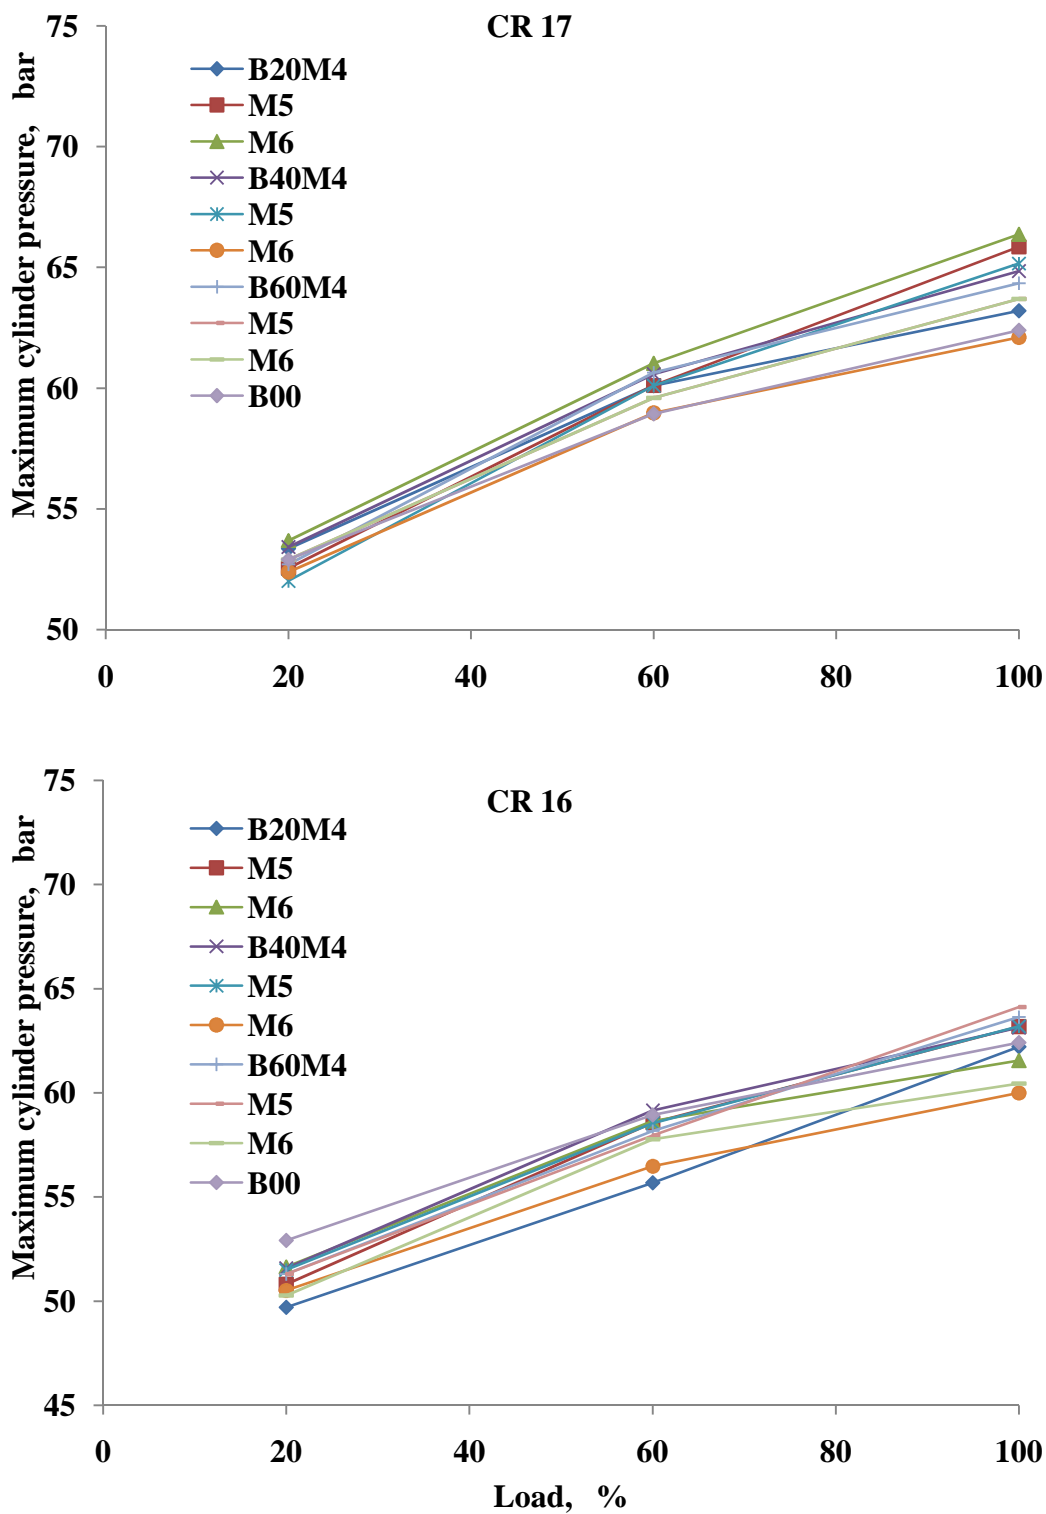 CR 17
Maximum cylinder pressure, bar
75
70
65
60
55
50
B20M4
M5
M6
B40M4
M5
M6
B60M4
M5
M6
B00
0 20 40 60 80 100
CR 16
Maximum cylinder pressure, bar
75
70
65
60
55
50
45
B20M4
M5
M6
B40M4
M5
M6
B60M4
M5
M6
B00
0 20 40 60 80 100
Load, %